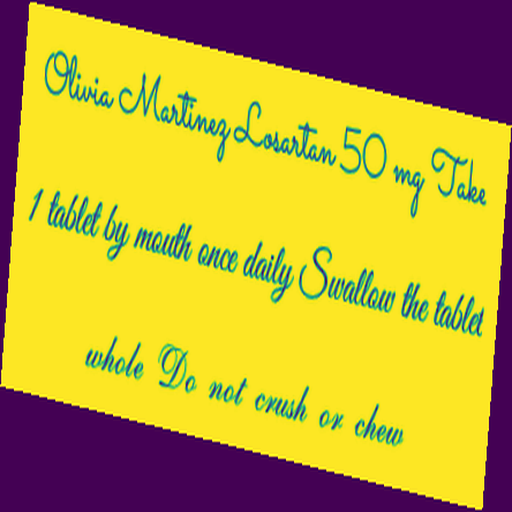 Olivia Martinez Losartan 50 mg Take
1 tablet by mouth once daily Swallow the tablet
whole Do not crush or chew